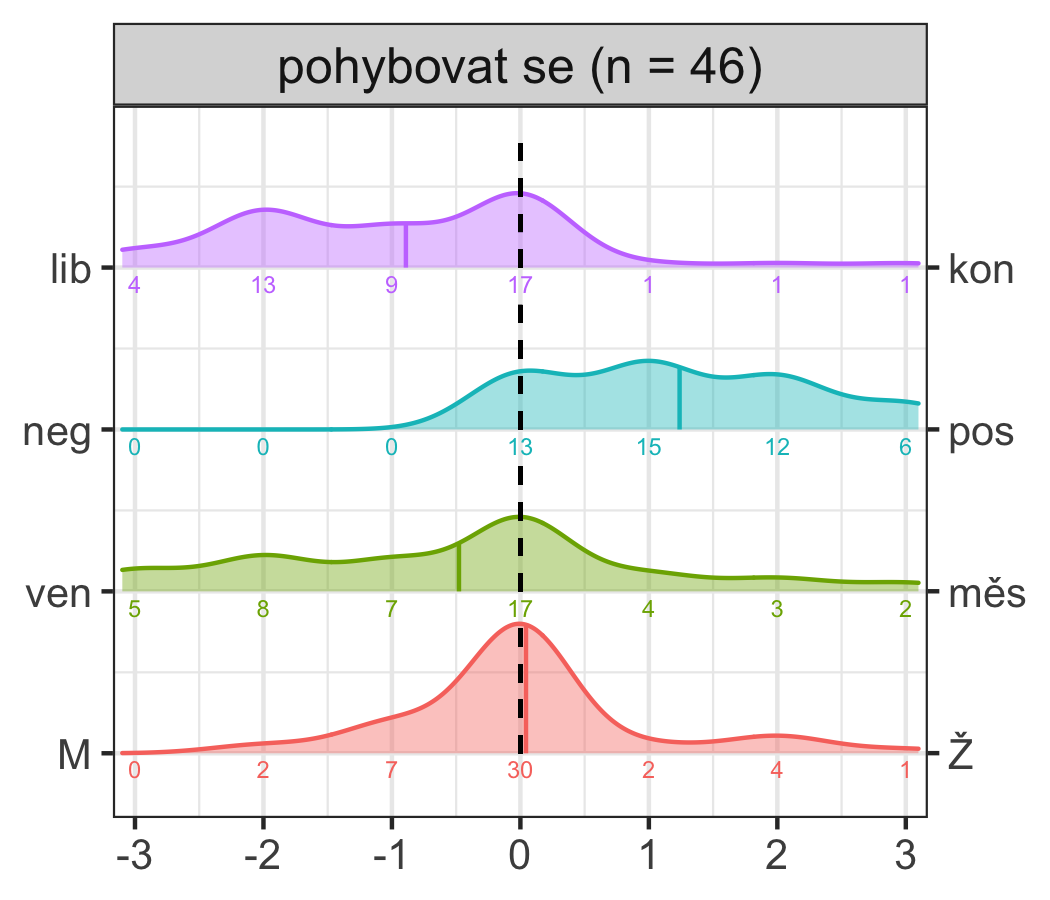 pohybovat se (n = 46)
lib kon
4 13 9 17 1 1 1
neg pos
0 0 0 13 15 12 6
ven měs
5 8 7 17 4 3 2
M Ž
0 2 7 30 2 4 1
-3 -2 -1 0 1 2 3